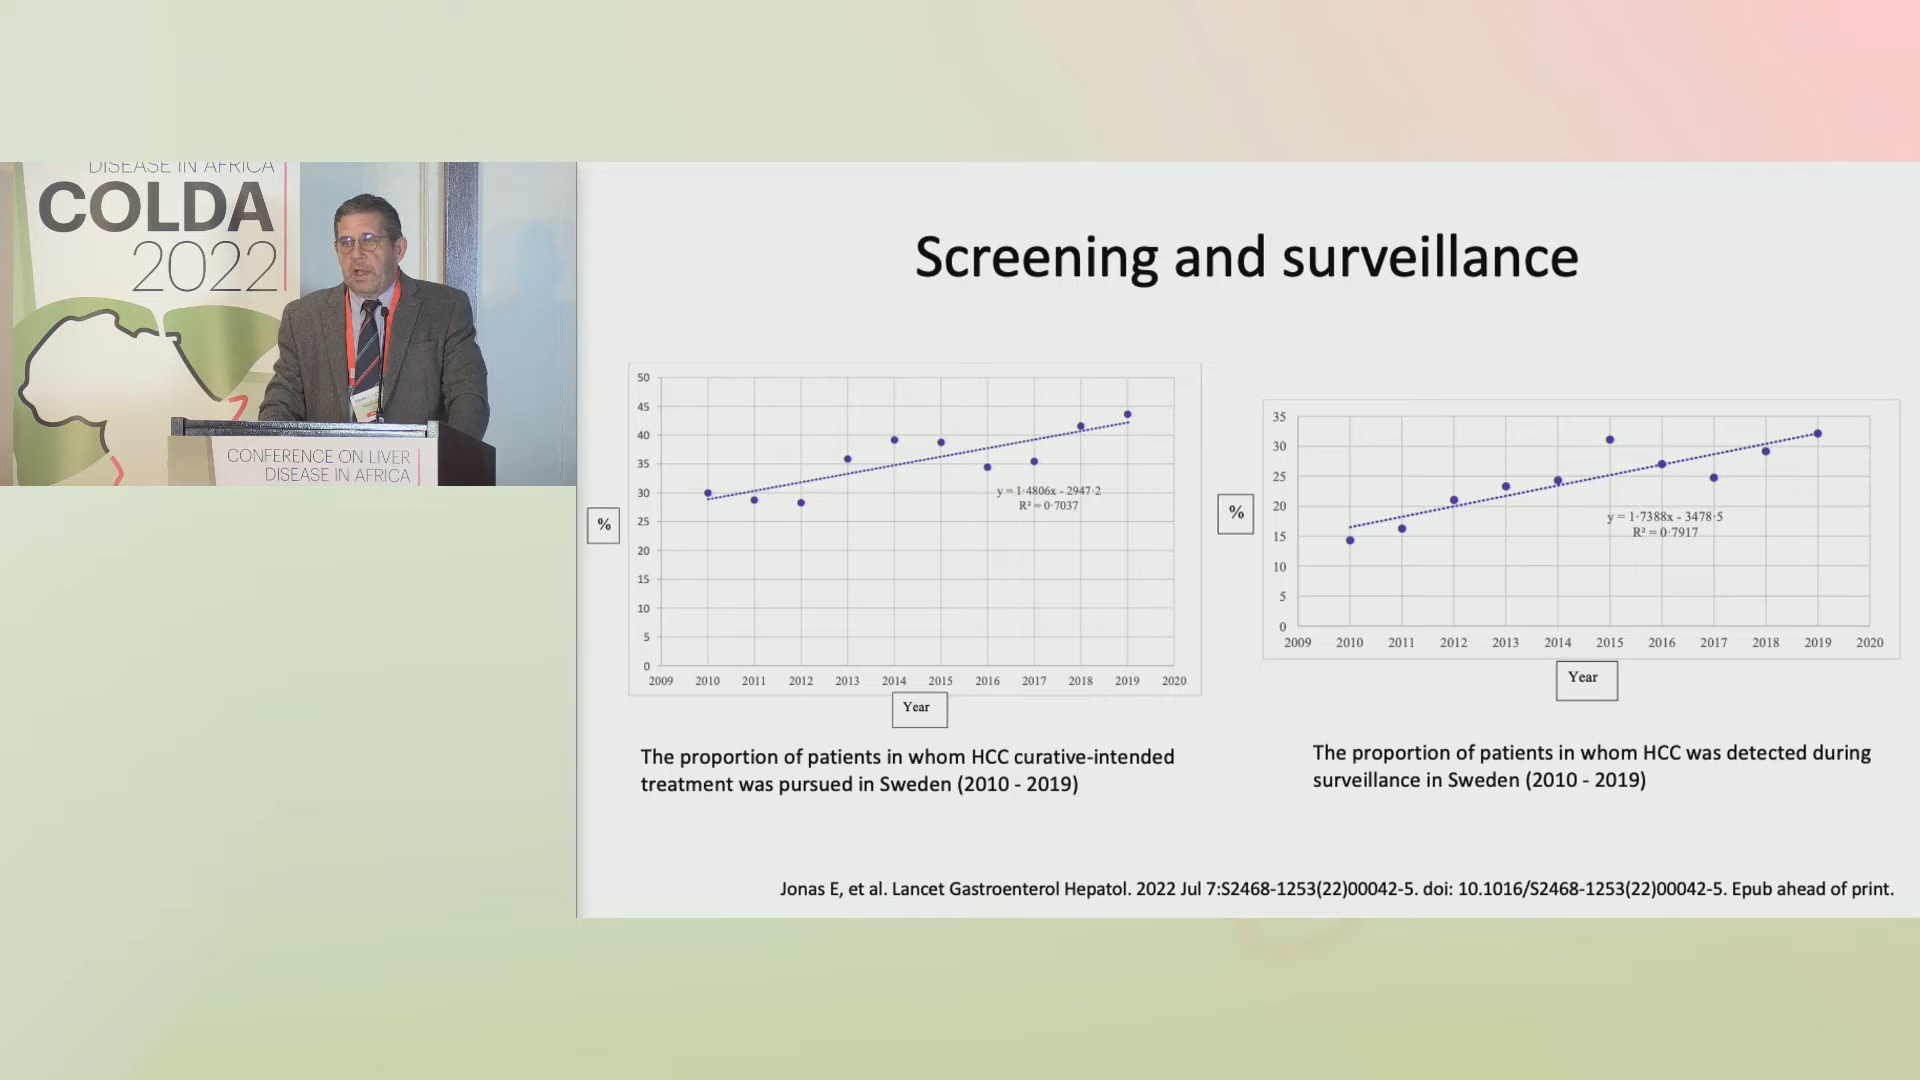 DISEASE IN AFRICA
COLDA
2022
CONFERENCE ON LIVER
DISEASE IN AFRICA
Screening and surveillance
50
45
40
35
30
25
20
15
10
5
0
%
y = 1·4806x - 2947·2
R² = 0·7037
2009 2010 2011 2012 2013 2014 2015 2016 2017 2018 2019 2020
Year
The proportion of patients in whom HCC curative-intended
treatment was pursued in Sweden (2010 - 2019)
35
30
25
20
15
10
5
0
%
y = 1·7388x - 3478·5
R² = 0·7917
2009 2010 2011 2012 2013 2014 2015 2016 2017 2018 2019 2020
Year
The proportion of patients in whom HCC was detected during
surveillance in Sweden (2010 - 2019)
Jonas E, et al. Lancet Gastroenterol Hepatol. 2022 Jul 7:S2468-1253(22)00042-5. doi: 10.1016/S2468-1253(22)00042-5. Epub ahead of print.